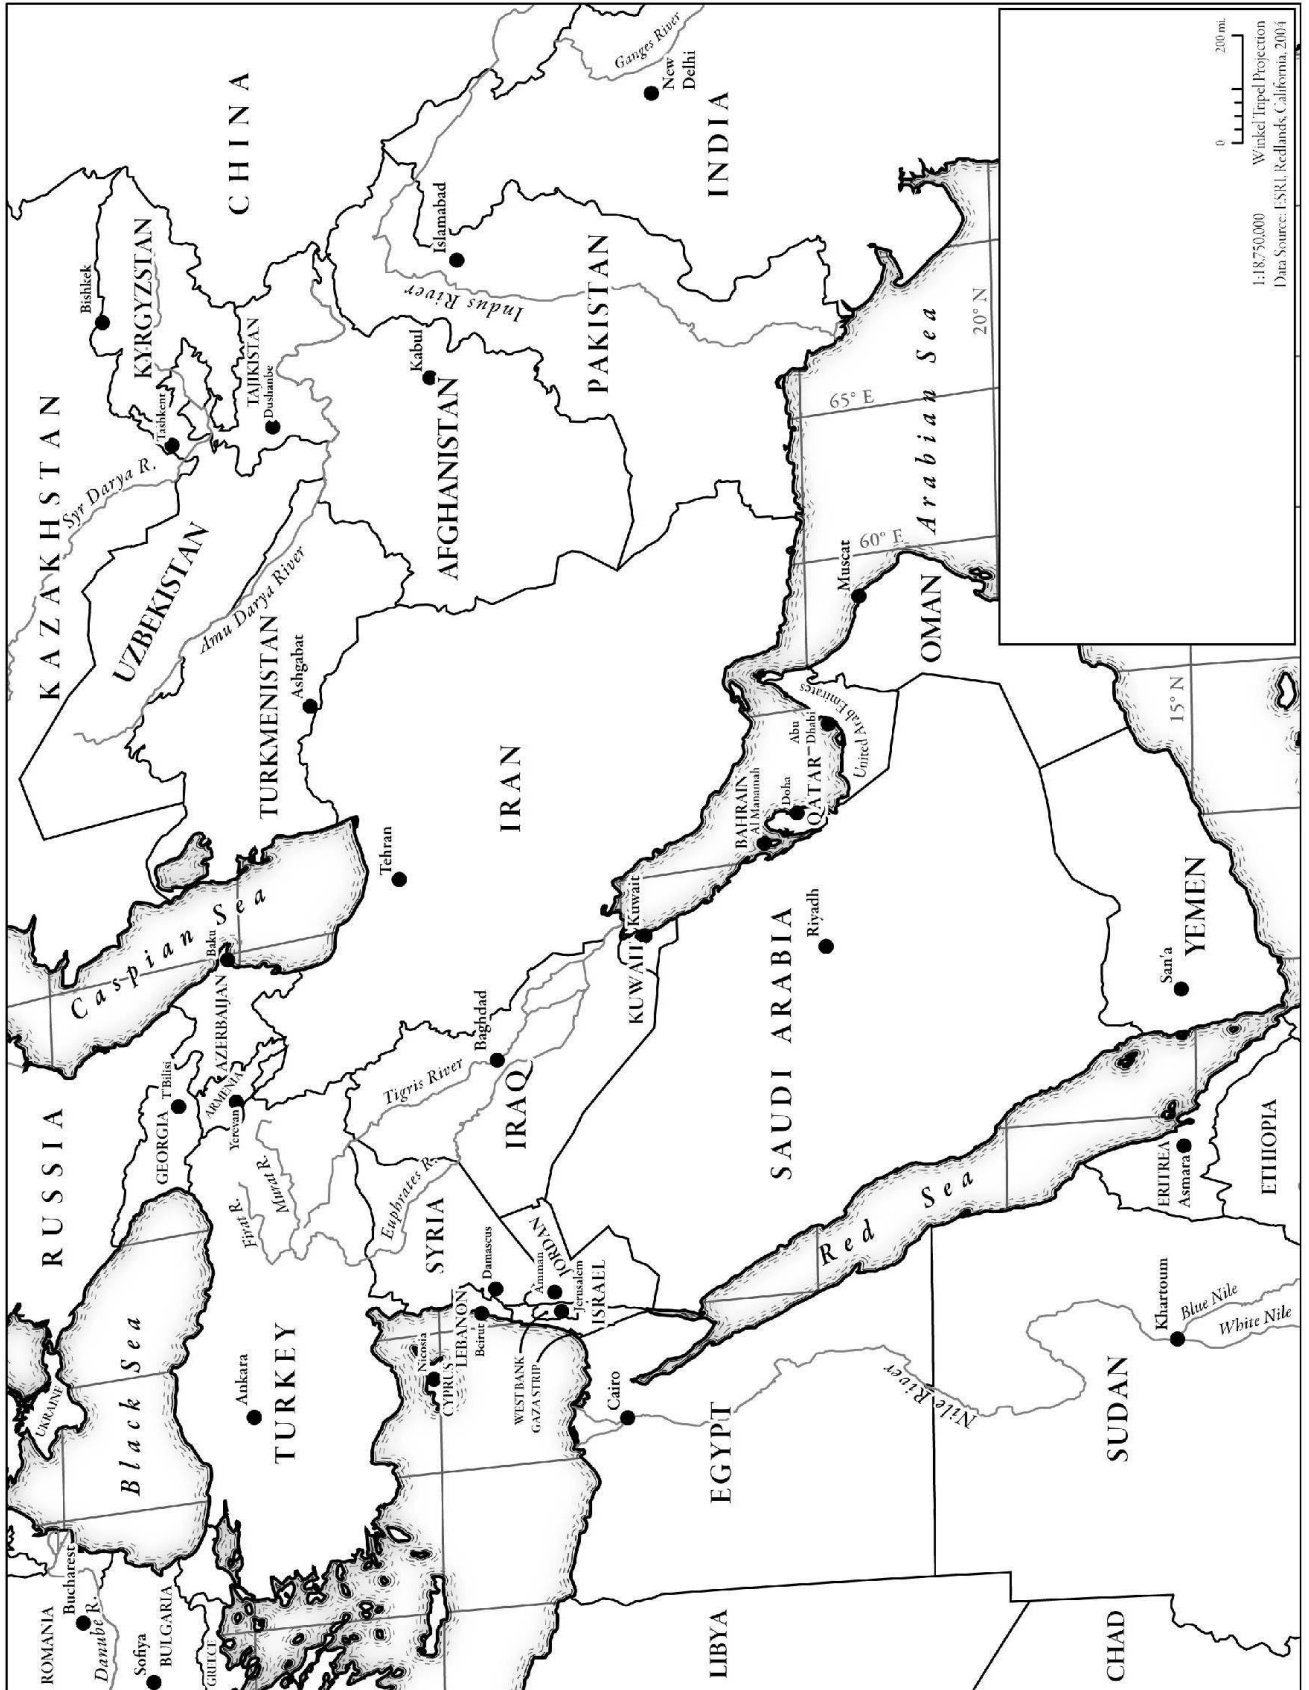 ROMANIA
Bucharest
Danube R.
Sofiya
BULGARIA
GREECE
UKRAINE
Black Sea
RUSSIA
Caspian Sea
KAZAKHSTAN
Syr Darya R.
Bishkek
KYRGYZSTAN
Tashkent
CHINA
UZBEKISTAN
Amu Darya River
TAJIKISTAN
Dushanbe
TURKMENISTAN
Ashgabat
GEORGIA
T'Bilisi
ARMENIA
Yerevan
AZERBAIJAN
Baku
Ankara
TURKEY
Firat R.
Murat R.
Tigris River
Euphrates R.
Tehran
IRAN
Kabul
AFGHANISTAN
Islamabad
Indus River
PAKISTAN
Ganges River
New
Delhi
INDIA
Nicosia
CYPRUS
LEBANON
Beirut
SYRIA
Damascus
WEST BANK
GAZA STRIP
Amman
JORDAN
Jerusalem
ISRAEL
Baghdad
IRAQ
KUWAIT
Kuwait
BAHRAIN
Al Manamah
Doha
QATAR
Abu
Dhabi
United Arab Emirates
Muscat
OMAN
60° E
65° E
Arabian Sea
20° N
Cairo
EGYPT
Nile River
LIBYA
Riyadh
SAUDI ARABIA
Red Sea
CHAD
SUDAN
Khartoum
Blue Nile
White Nile
ERITREA
Asmara
ETHIOPIA
San'a
YEMEN
15° N
0 200 mi.
1:18,750,000 Winkel Tripel Projection
Data Source: ESRI, Redlands, California, 2004